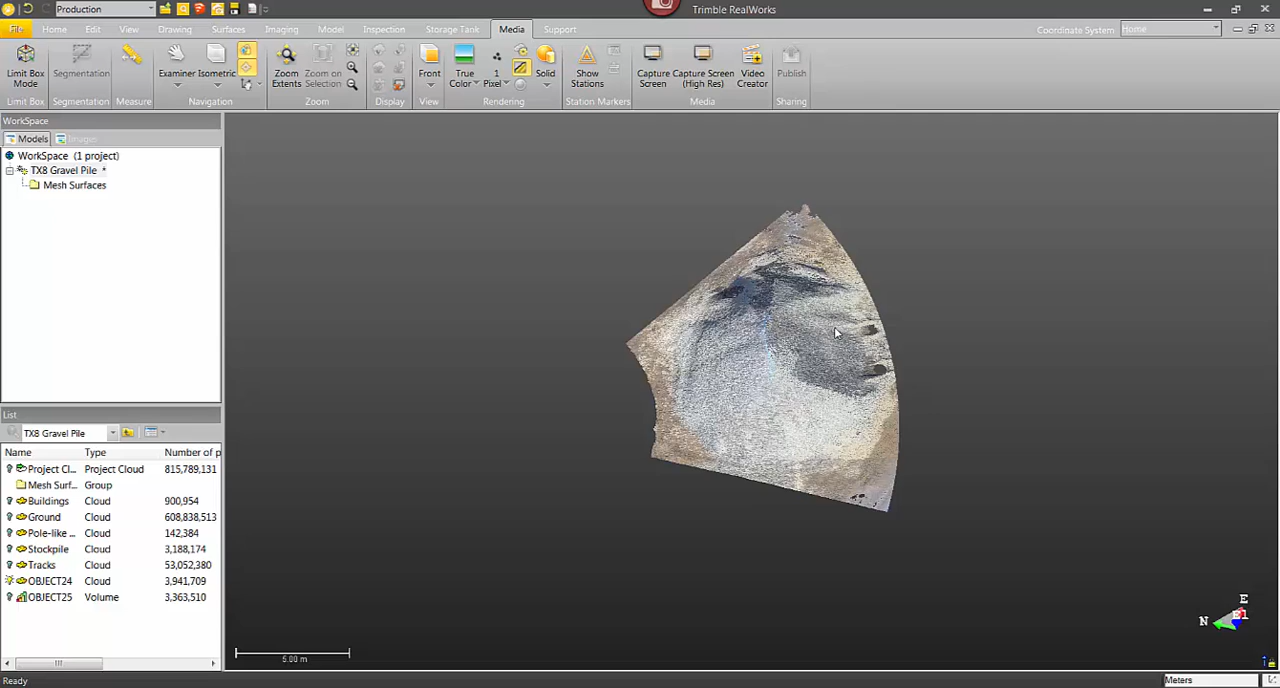 Production
Trimble RealWorks
File Home Edit View Drawing Surfaces Imaging Model Inspection Storage Tank Media Support Coordinate System Home
Limit Box Mode Segmentation Examiner Isometric Zoom Extents Zoom on Selection Front True Color 1 Pixel Solid Show Stations Capture Screen Capture Screen (High Res) Video Creator Publish
Limit Box Segmentation Measure Navigation Zoom Display View Rendering Station Markers Media Sharing
WorkSpace
Models Images
WorkSpace (1 project)
TX8 Gravel Pile *
Mesh Surfaces
List
TX8 Gravel Pile
Name Type Number of p
Project Cl... Project Cloud 815,789,131
Mesh Surf... Group
Buildings Cloud 900,954
Ground Cloud 608,838,513
Pole-like ... Cloud 142,384
Stockpile Cloud 3,188,174
Tracks Cloud 53,052,380
OBJECT24 Cloud 3,941,709
OBJECT25 Volume 3,363,510
E
N
5.00 m
Ready Meters